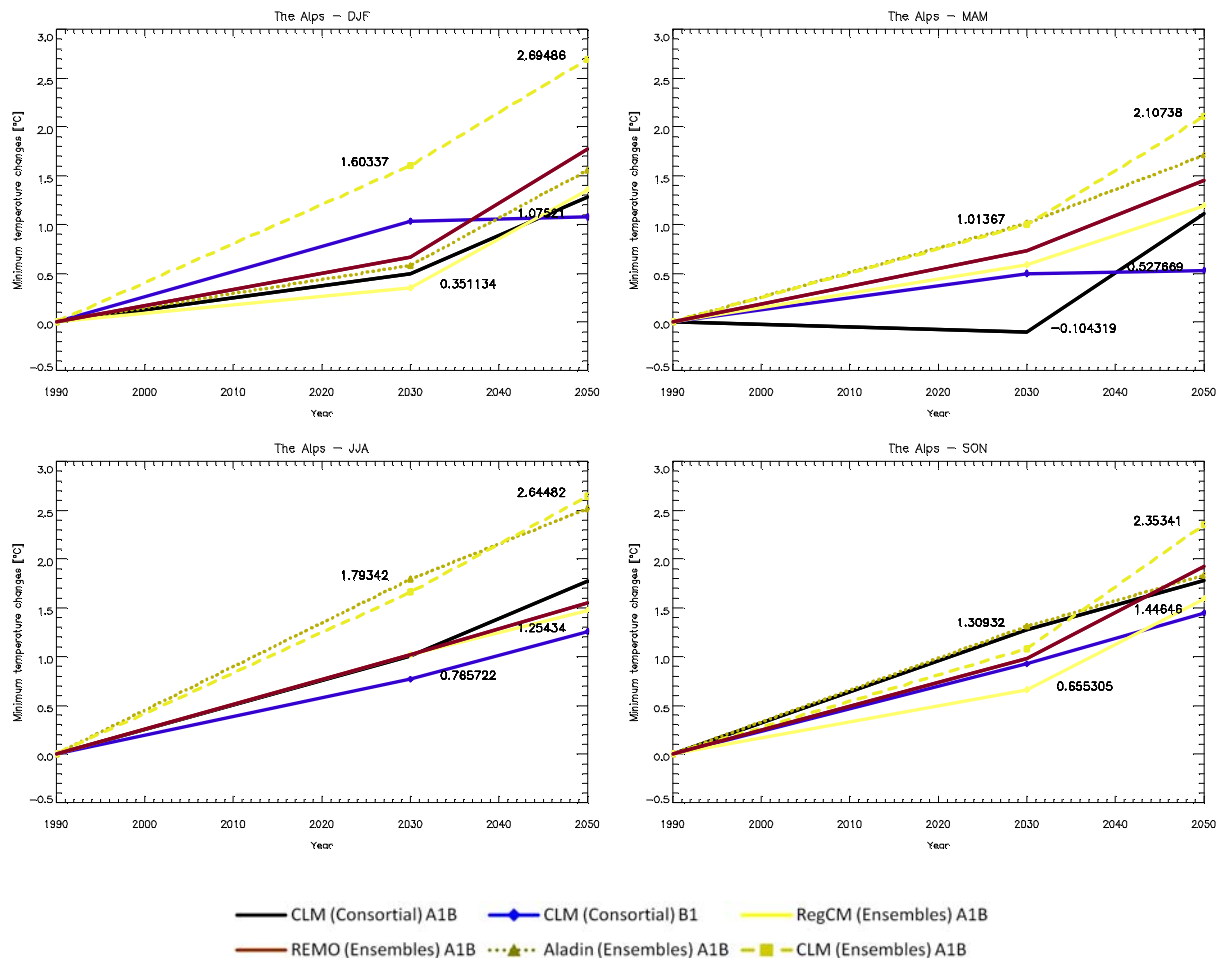 The Alps – DJF
Minimum temperature changes [°C]
3.0
2.5
2.0
1.5
1.0
0.5
0.0
−0.5
2.69486
1.60337
1.07521
0.351134
1990 2000 2010 2020 2030 2040 2050
Year
The Alps – MAM
Minimum temperature changes [°C]
3.0
2.5
2.0
1.5
1.0
0.5
0.0
−0.5
2.10738
1.01367
0.527669
−0.104319
1990 2000 2010 2020 2030 2040 2050
Year
The Alps – JJA
Minimum temperature changes [°C]
3.0
2.5
2.0
1.5
1.0
0.5
0.0
−0.5
2.64482
1.79342
1.25434
0.765722
1990 2000 2010 2020 2030 2040 2050
Year
The Alps – SON
Minimum temperature changes [°C]
3.0
2.5
2.0
1.5
1.0
0.5
0.0
−0.5
2.35341
1.30932
1.44646
0.655305
1990 2000 2010 2020 2030 2040 2050
Year
CLM (Consortial) A1B CLM (Consortial) B1 RegCM (Ensembles) A1B
REMO (Ensembles) A1B Aladin (Ensembles) A1B CLM (Ensembles) A1B